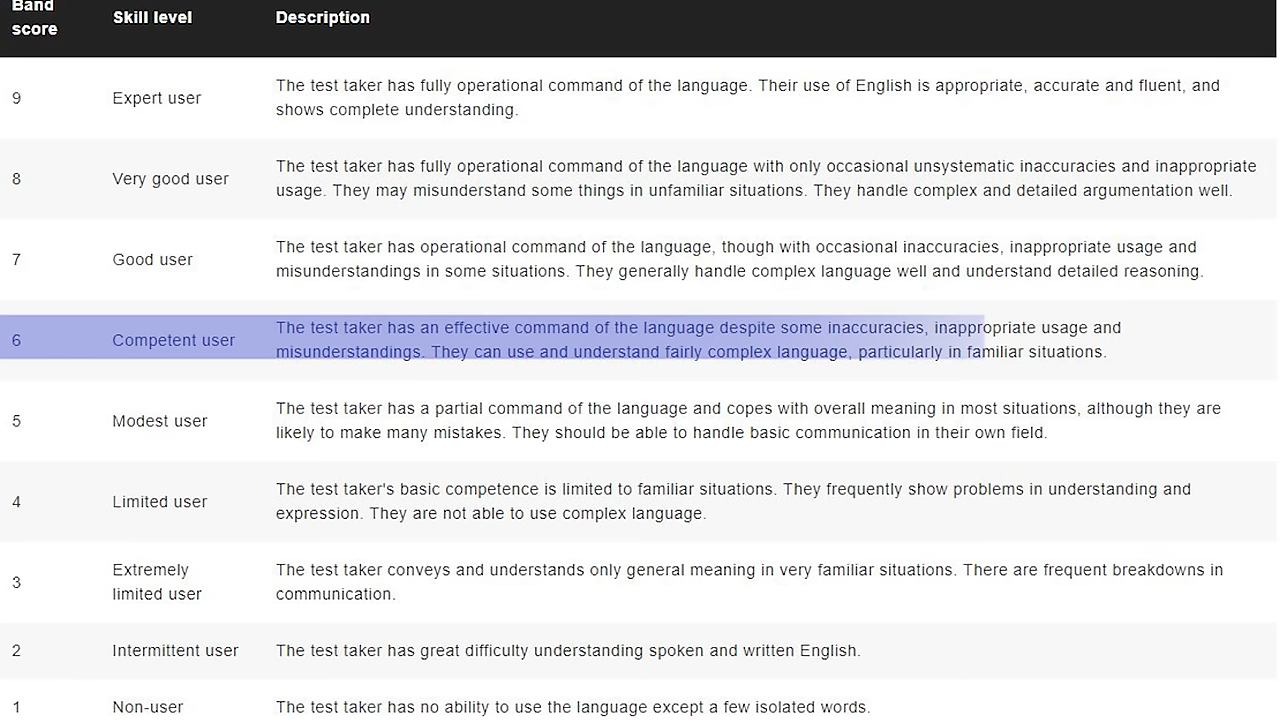 Band
score
Skill level
Description
9
Expert user
The test taker has fully operational command of the language. Their use of English is appropriate, accurate and fluent, and
shows complete understanding.
8
Very good user
The test taker has fully operational command of the language with only occasional unsystematic inaccuracies and inappropriate
usage. They may misunderstand some things in unfamiliar situations. They handle complex and detailed argumentation well.
7
Good user
The test taker has operational command of the language, though with occasional inaccuracies, inappropriate usage and
misunderstandings in some situations. They generally handle complex language well and understand detailed reasoning.
6
Competent user
The test taker has an effective command of the language despite some inaccuracies, inappropriate usage and
misunderstandings. They can use and understand fairly complex language, particularly in familiar situations.
5
Modest user
The test taker has a partial command of the language and copes with overall meaning in most situations, although they are
likely to make many mistakes. They should be able to handle basic communication in their own field.
4
Limited user
The test taker's basic competence is limited to familiar situations. They frequently show problems in understanding and
expression. They are not able to use complex language.
3
Extremely
limited user
The test taker conveys and understands only general meaning in very familiar situations. There are frequent breakdowns in
communication.
2
Intermittent user
The test taker has great difficulty understanding spoken and written English.
1
Non-user
The test taker has no ability to use the language except a few isolated words.